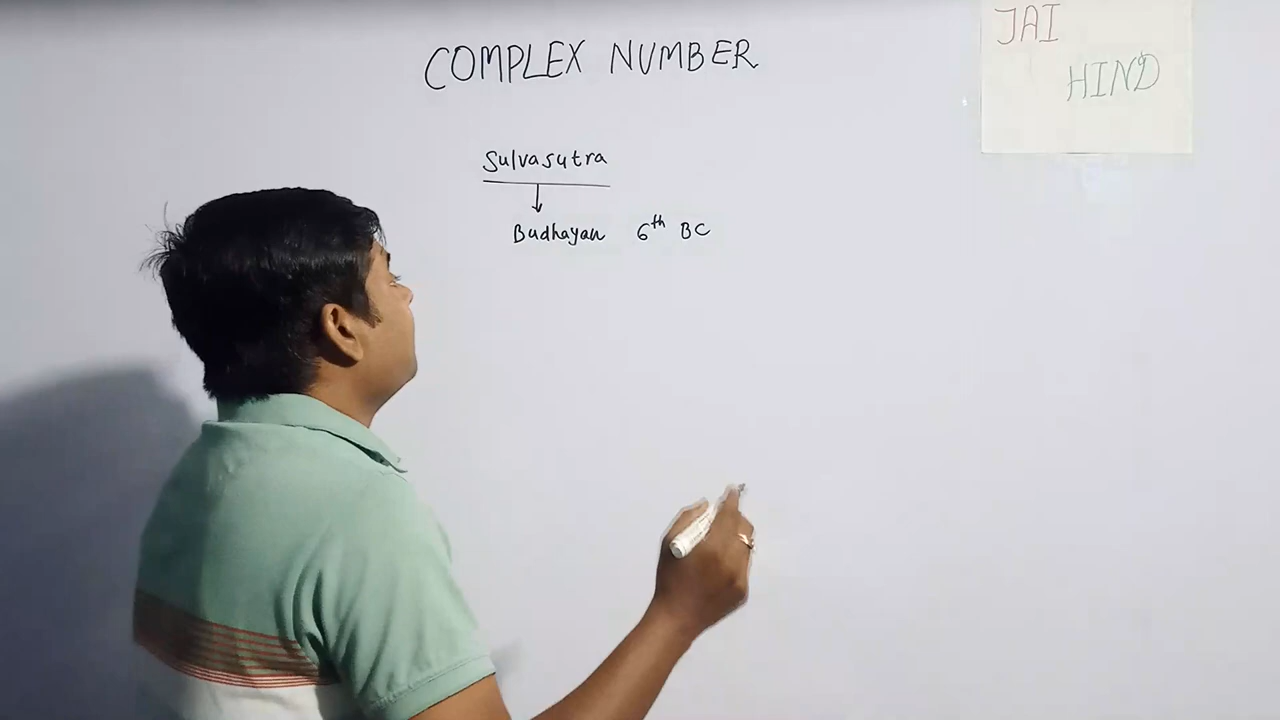 COMPLEX NUMBER
JAI
HIND
Sulvasutra
Budhayan 6th BC